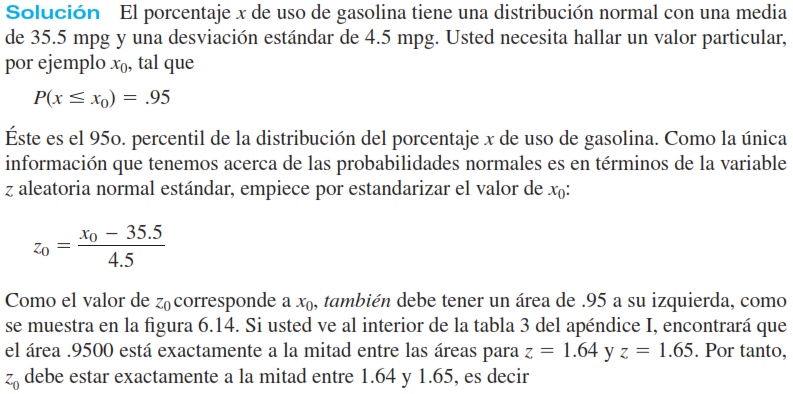 Solución El porcentaje x de uso de gasolina tiene una distribución normal con una media
de 35.5 mpg y una desviación estándar de 4.5 mpg. Usted necesita hallar un valor particular,
por ejemplo x₀, tal que
P(x ≤ x₀) = .95
Éste es el 95o. percentil de la distribución del porcentaje x de uso de gasolina. Como la única
información que tenemos acerca de las probabilidades normales es en términos de la variable
z aleatoria normal estándar, empiece por estandarizar el valor de x₀:
z₀ = (x₀ − 35.5) / 4.5
Como el valor de z₀ corresponde a x₀, también debe tener un área de .95 a su izquierda, como
se muestra en la figura 6.14. Si usted ve al interior de la tabla 3 del apéndice I, encontrará que
el área .9500 está exactamente a la mitad entre las áreas para z = 1.64 y z = 1.65. Por tanto,
z₀ debe estar exactamente a la mitad entre 1.64 y 1.65, es decir